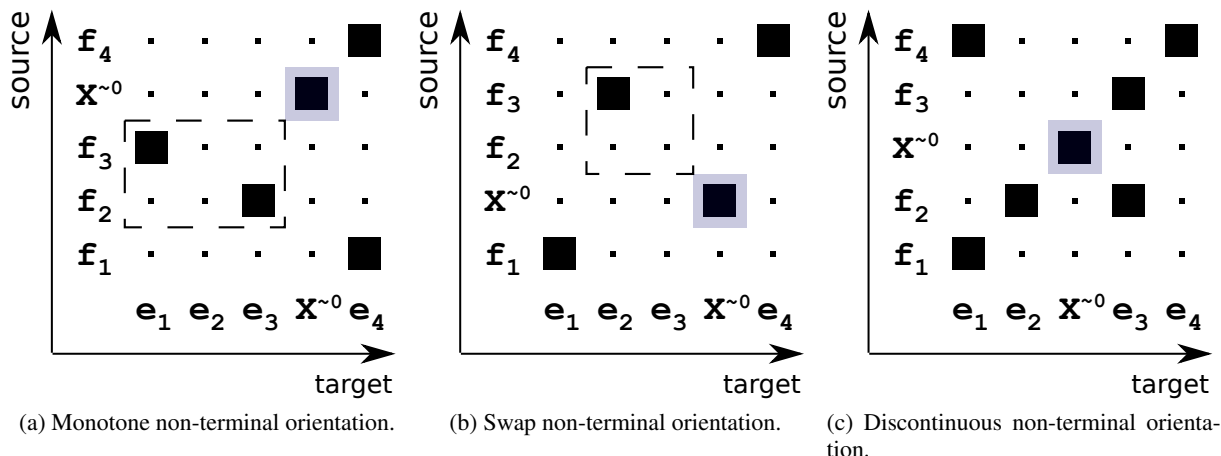 source
f4
X~0
f3
f2
f1
e1 e2 e3 X~0 e4
target
(a) Monotone non-terminal orientation.
source
f4
f3
f2
X~0
f1
e1 e2 e3 X~0 e4
target
(b) Swap non-terminal orientation.
source
f4
f3
X~0
f2
f1
e1 e2 X~0 e3 e4
target
(c) Discontinuous non-terminal orienta-
tion.